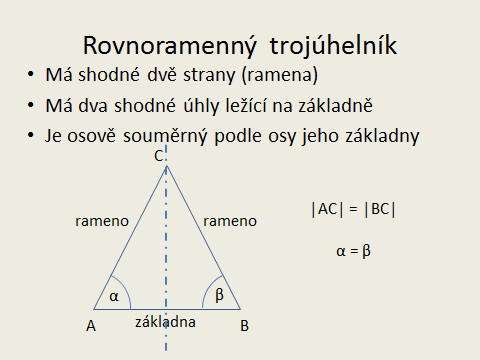 Rovnoramenný trojúhelník
• Má shodné dvě strany (ramena)
• Má dva shodné úhly ležící na základně
• Je osově souměrný podle osy jeho základny
C
rameno
rameno
|AC| = |BC|
α = β
α
β
A
základna
B